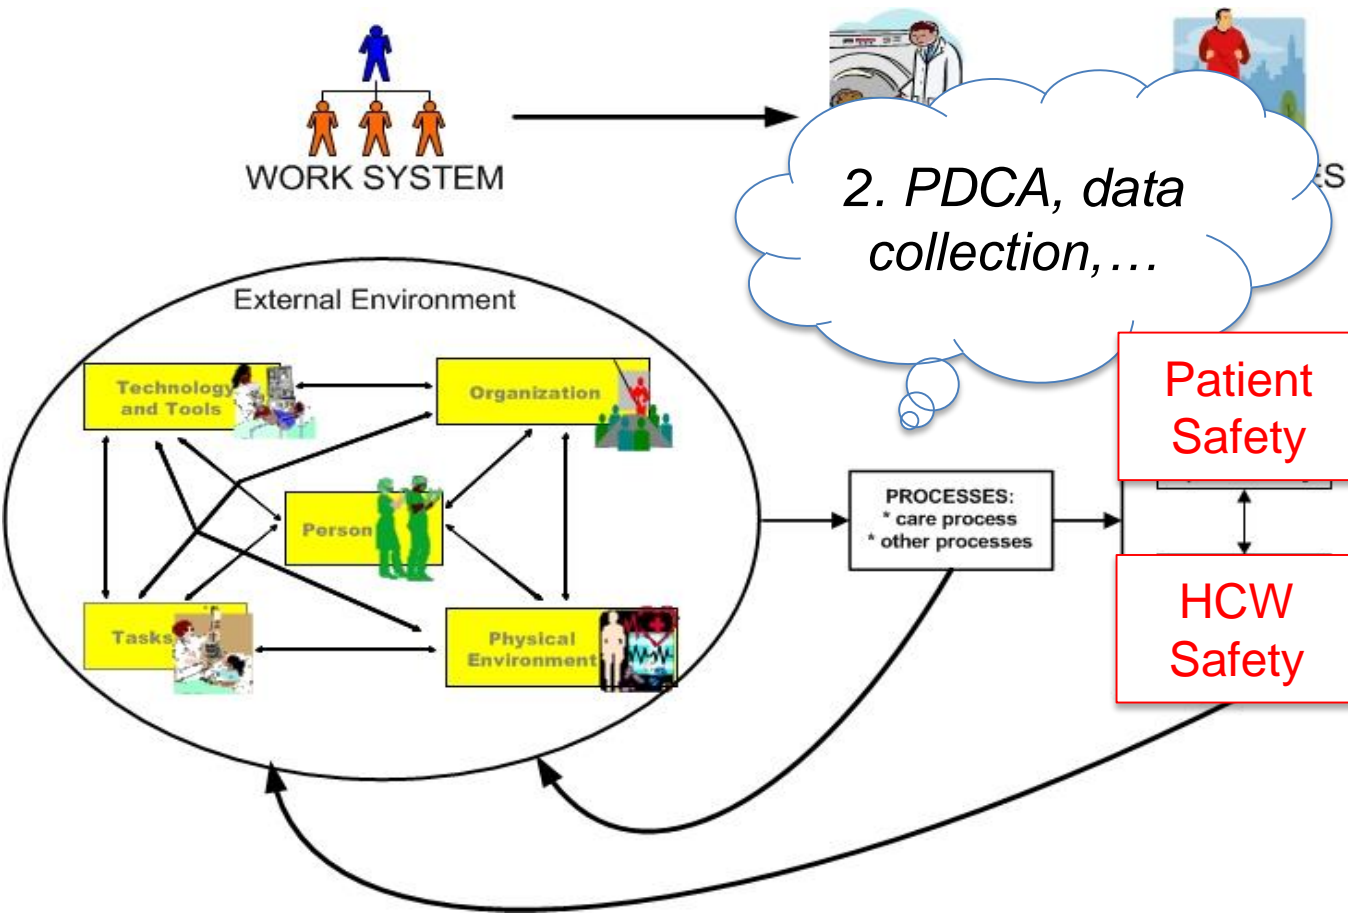 WORK SYSTEM
ES
2. PDCA, data
collection,…
External Environment
Technology
and Tools
Organization
Person
Tasks
Physical
Environment
PROCESSES:
* care process
* other processes
Patient
Safety
HCW
Safety